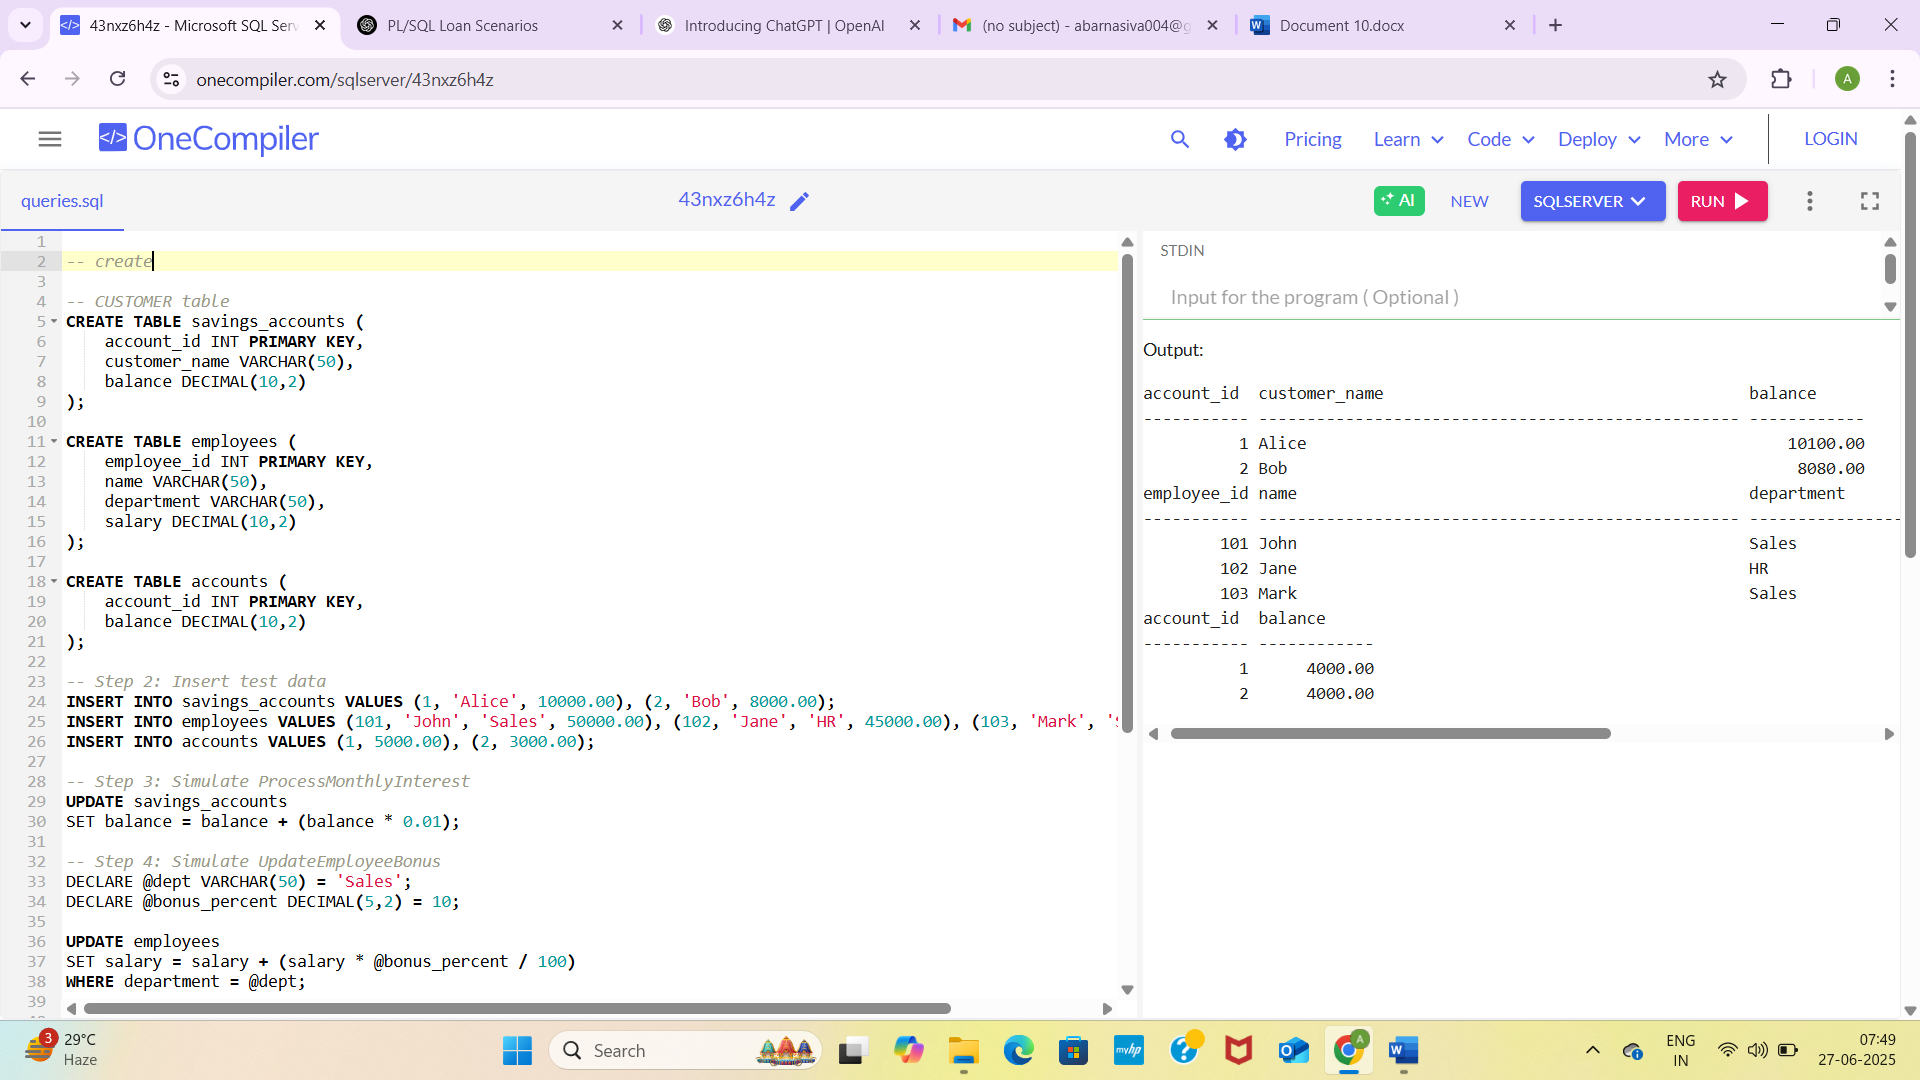 43nxz6h4z - Microsoft SQL Serv
PL/SQL Loan Scenarios
Introducing ChatGPT | OpenAI
(no subject) - abarnasiva004@g
Document 10.docx
onecompiler.com/sqlserver/43nxz6h4z
A
OneCompiler
Pricing
Learn
Code
Deploy
More
LOGIN
queries.sql
43nxz6h4z
AI
NEW
SQLSERVER
RUN
1
2 -- create
3
4 -- CUSTOMER table
5 CREATE TABLE savings_accounts (
6 account_id INT PRIMARY KEY,
7 customer_name VARCHAR(50),
8 balance DECIMAL(10,2)
9 );
10
11 CREATE TABLE employees (
12 employee_id INT PRIMARY KEY,
13 name VARCHAR(50),
14 department VARCHAR(50),
15 salary DECIMAL(10,2)
16 );
17
18 CREATE TABLE accounts (
19 account_id INT PRIMARY KEY,
20 balance DECIMAL(10,2)
21 );
22
23 -- Step 2: Insert test data
24 INSERT INTO savings_accounts VALUES (1, 'Alice', 10000.00), (2, 'Bob', 8000.00);
25 INSERT INTO employees VALUES (101, 'John', 'Sales', 50000.00), (102, 'Jane', 'HR', 45000.00), (103, 'Mark', '
26 INSERT INTO accounts VALUES (1, 5000.00), (2, 3000.00);
27
28 -- Step 3: Simulate ProcessMonthlyInterest
29 UPDATE savings_accounts
30 SET balance = balance + (balance * 0.01);
31
32 -- Step 4: Simulate UpdateEmployeeBonus
33 DECLARE @dept VARCHAR(50) = 'Sales';
34 DECLARE @bonus_percent DECIMAL(5,2) = 10;
35
36 UPDATE employees
37 SET salary = salary + (salary * @bonus_percent / 100)
38 WHERE department = @dept;
39
STDIN
Input for the program ( Optional )
Output:
account_id customer_name balance
----------- -------------------------------------------------- ------------
1 Alice 10100.00
2 Bob 8080.00
employee_id name department
----------- -------------------------------------------------- ----------------
101 John Sales
102 Jane HR
103 Mark Sales
account_id balance
----------- ------------
1 4000.00
2 4000.00
3
29°C
Haze
Search
myhp
A
ENG
IN
07:49
27-06-2025